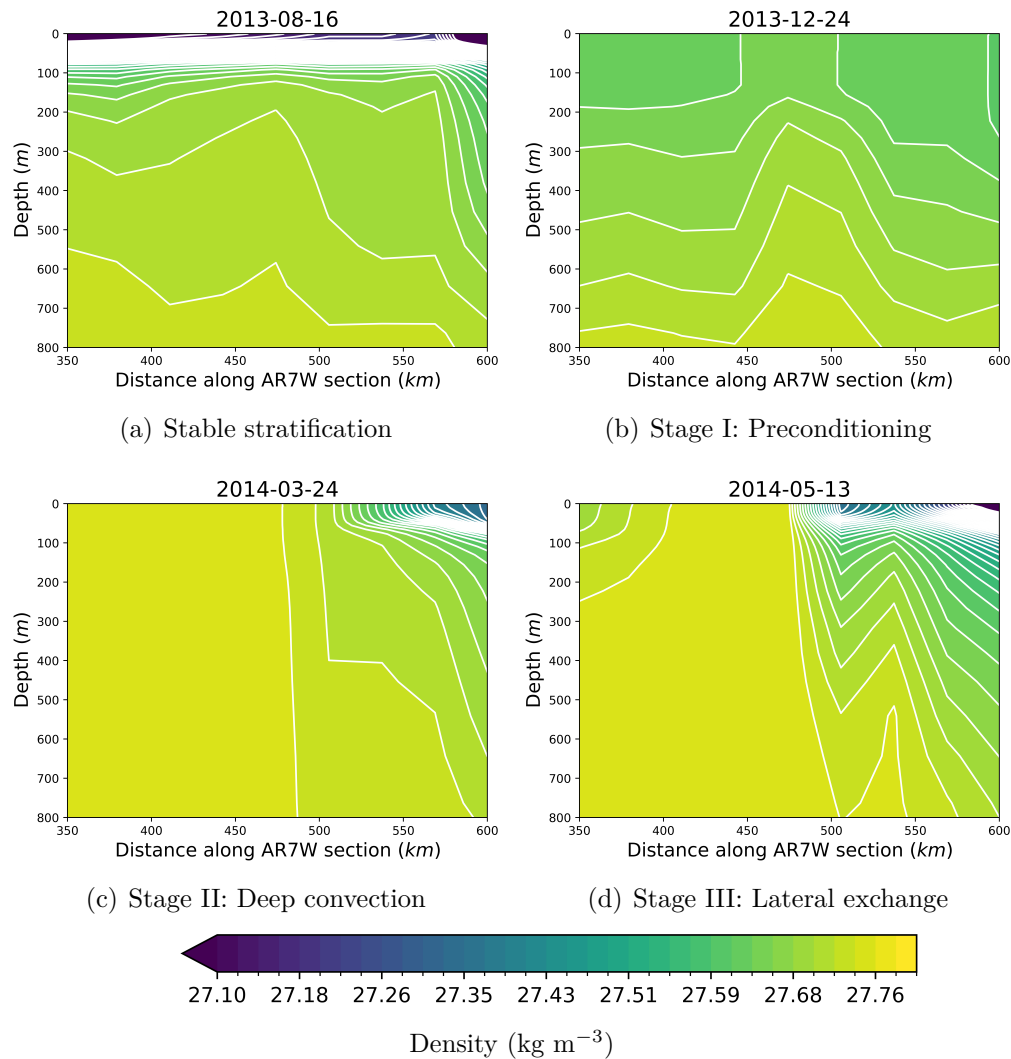 2013-08-16
0
100
200
300
400
500
600
700
800
Depth (m)
350 400 450 500 550 600
Distance along AR7W section (km)
(a) Stable stratification
2013-12-24
0
100
200
300
400
500
600
700
800
Depth (m)
350 400 450 500 550 600
Distance along AR7W section (km)
(b) Stage I: Preconditioning
2014-03-24
0
100
200
300
400
500
600
700
800
Depth (m)
350 400 450 500 550 600
Distance along AR7W section (km)
(c) Stage II: Deep convection
2014-05-13
0
100
200
300
400
500
600
700
800
Depth (m)
350 400 450 500 550 600
Distance along AR7W section (km)
(d) Stage III: Lateral exchange
27.10 27.18 27.26 27.35 27.43 27.51 27.59 27.68 27.76
Density (kg m⁻³)